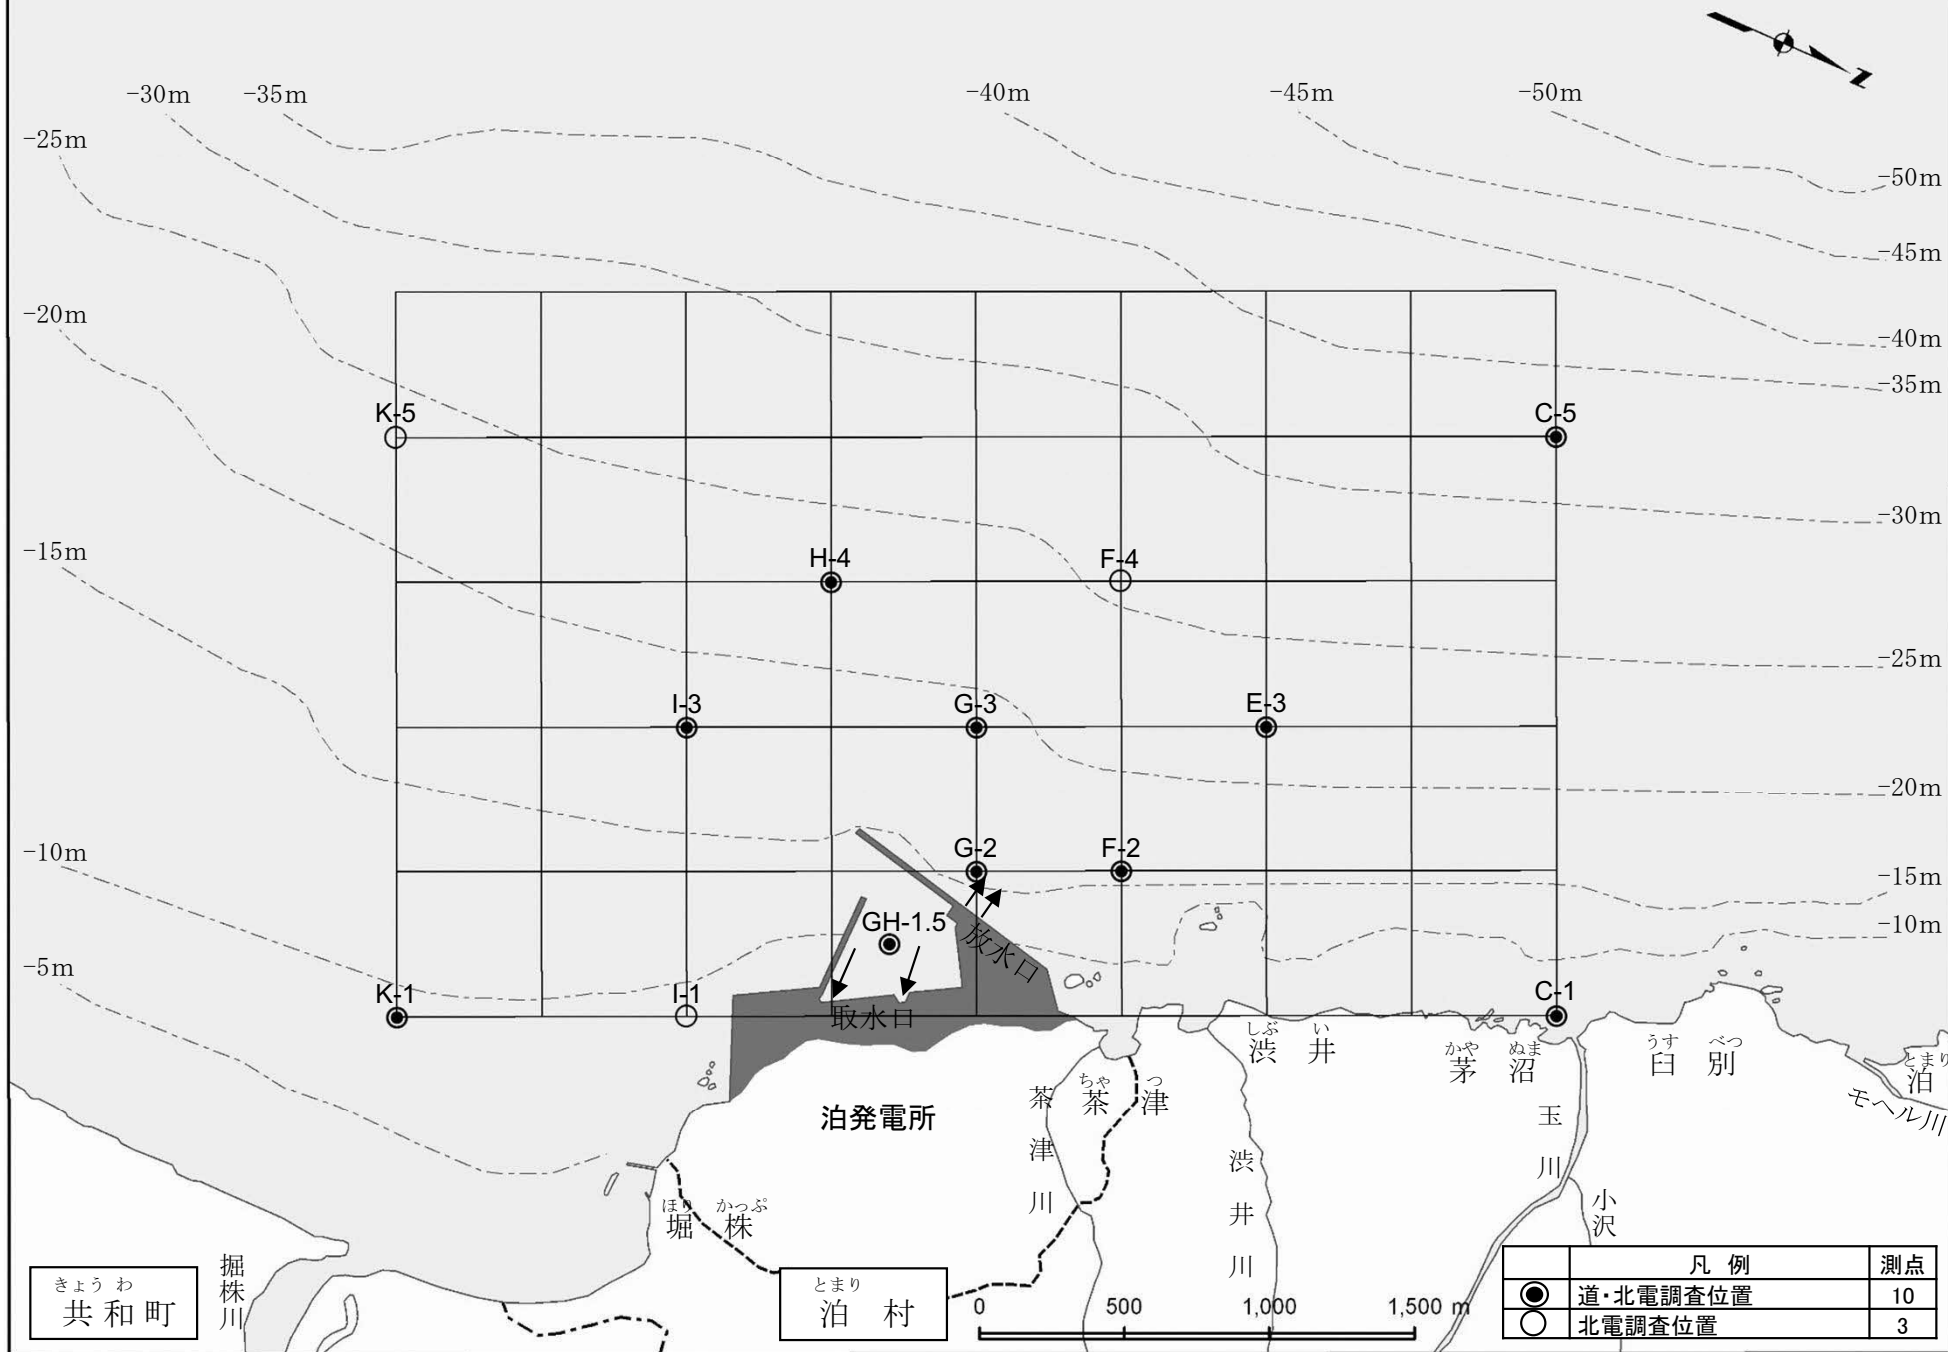 N
-30m
-35m
-40m
-45m
-50m
-25m
-50m
-45m
-20m
-40m
-35m
K-5
C-5
-30m
-15m
H-4
F-4
-25m
I-3
G-3
E-3
-20m
-10m
G-2
F-2
-15m
GH-1.5
-10m
放水口
-5m
K-1
I-1
C-1
取水口
しぶ い
渋 井
かや ぬま
茅 沼
うす べつ
臼 別
とまり
泊
モヘル川
ちゃ つ
茶 津
茶津川
泊発電所
玉川
渋井川
小沢
ほり かっぷ
堀 株
掘株川
きょう わ
共和町
とまり
泊 村
0 500 1,000 1,500 m
凡 例 測点
道・北電調査位置 10
北電調査位置 3